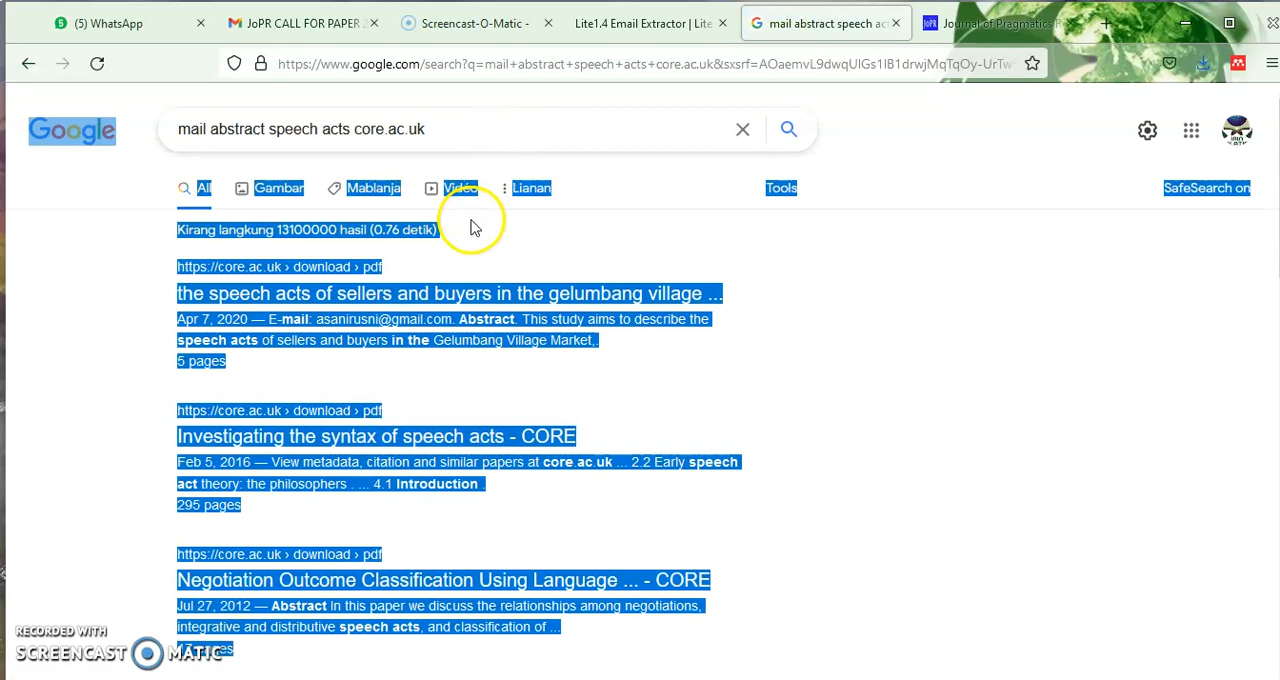 (5) WhatsApp
JoPR CALL FOR PAPER
Screencast-O-Matic -
Lite1.4 Email Extractor | Lite
mail abstract speech act
Journal of Pragmatics
https://www.google.com/search?q=mail+abstract+speech+acts+core.ac.uk&sxsrf=AOaemvL9dwqUlGs1IB1drwjMqTqOy-UrTw
Google
mail abstract speech acts core.ac.uk
All
Gambar
Mablanja
Vidéo
Lianan
Tools
SafeSearch on
Kirang langkung 13100000 hasil (0.76 detik)
https://core.ac.uk › download › pdf
the speech acts of sellers and buyers in the gelumbang village ...
Apr 7, 2020 — E-mail: asanirusni@gmail.com. Abstract. This study aims to describe the
speech acts of sellers and buyers in the Gelumbang Village Market,.
5 pages
https://core.ac.uk › download › pdf
Investigating the syntax of speech acts - CORE
Feb 5, 2016 — View metadata, citation and similar papers at core.ac.uk ... 2.2 Early speech
act theory: the philosophers . ... 4.1 Introduction .
295 pages
https://core.ac.uk › download › pdf
Negotiation Outcome Classification Using Language ... - CORE
Jul 27, 2012 — Abstract In this paper we discuss the relationships among negotiations,
integrative and distributive speech acts, and classification of ...
RECORDED WITH
SCREENCAST MATIC